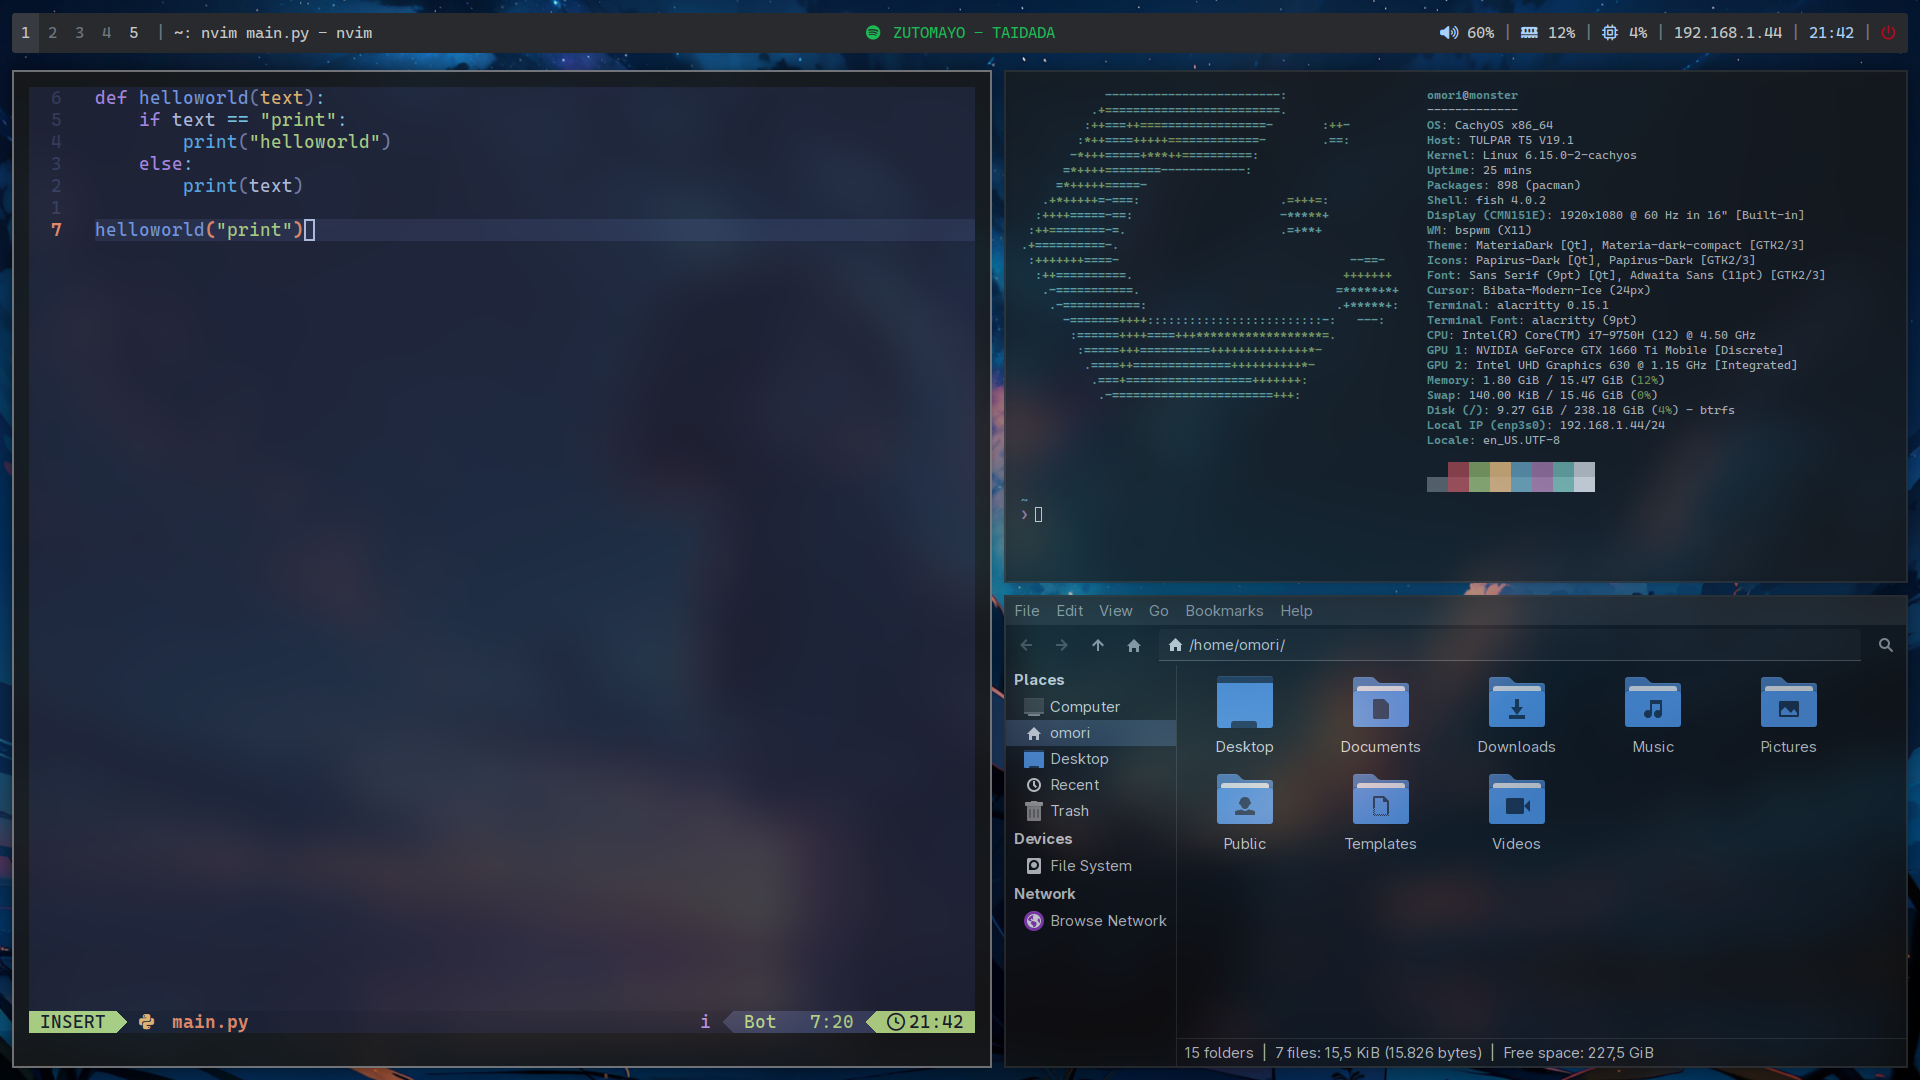 1 2 3 4 5 | ~: nvim main.py – nvim
ZUTOMAYO – TAIDADA
60% | 12% | 4% | 192.168.1.44 | 21:42 |
6 def helloworld(text):
5 if text == "print":
4 print("helloworld")
3 else:
2 print(text)
1
7 helloworld("print")
INSERT main.py i Bot 7:20 21:42
omori@monster
-------------
OS: CachyOS x86_64
Host: TULPAR T5 V19.1
Kernel: Linux 6.15.0-2-cachyos
Uptime: 25 mins
Packages: 898 (pacman)
Shell: fish 4.0.2
Display (CMN151E): 1920x1080 @ 60 Hz in 16" [Built-in]
WM: bspwm (X11)
Theme: MateriaDark [Qt], Materia-dark-compact [GTK2/3]
Icons: Papirus-Dark [Qt], Papirus-Dark [GTK2/3]
Font: Sans Serif (9pt) [Qt], Adwaita Sans (11pt) [GTK2/3]
Cursor: Bibata-Modern-Ice (24px)
Terminal: alacritty 0.15.1
Terminal Font: alacritty (9pt)
CPU: Intel(R) Core(TM) i7-9750H (12) @ 4.50 GHz
GPU 1: NVIDIA GeForce GTX 1660 Ti Mobile [Discrete]
GPU 2: Intel UHD Graphics 630 @ 1.15 GHz [Integrated]
Memory: 1.80 GiB / 15.47 GiB (12%)
Swap: 140.00 KiB / 15.46 GiB (0%)
Disk (/): 9.27 GiB / 238.18 GiB (4%) - btrfs
Local IP (enp3s0): 192.168.1.44/24
Locale: en_US.UTF-8
~
❯
File Edit View Go Bookmarks Help
/home/omori/
Places
Computer
omori
Desktop
Recent
Trash
Devices
File System
Network
Browse Network
Desktop Documents Downloads Music Pictures
Public Templates Videos
15 folders | 7 files: 15,5 KiB (15.826 bytes) | Free space: 227,5 GiB